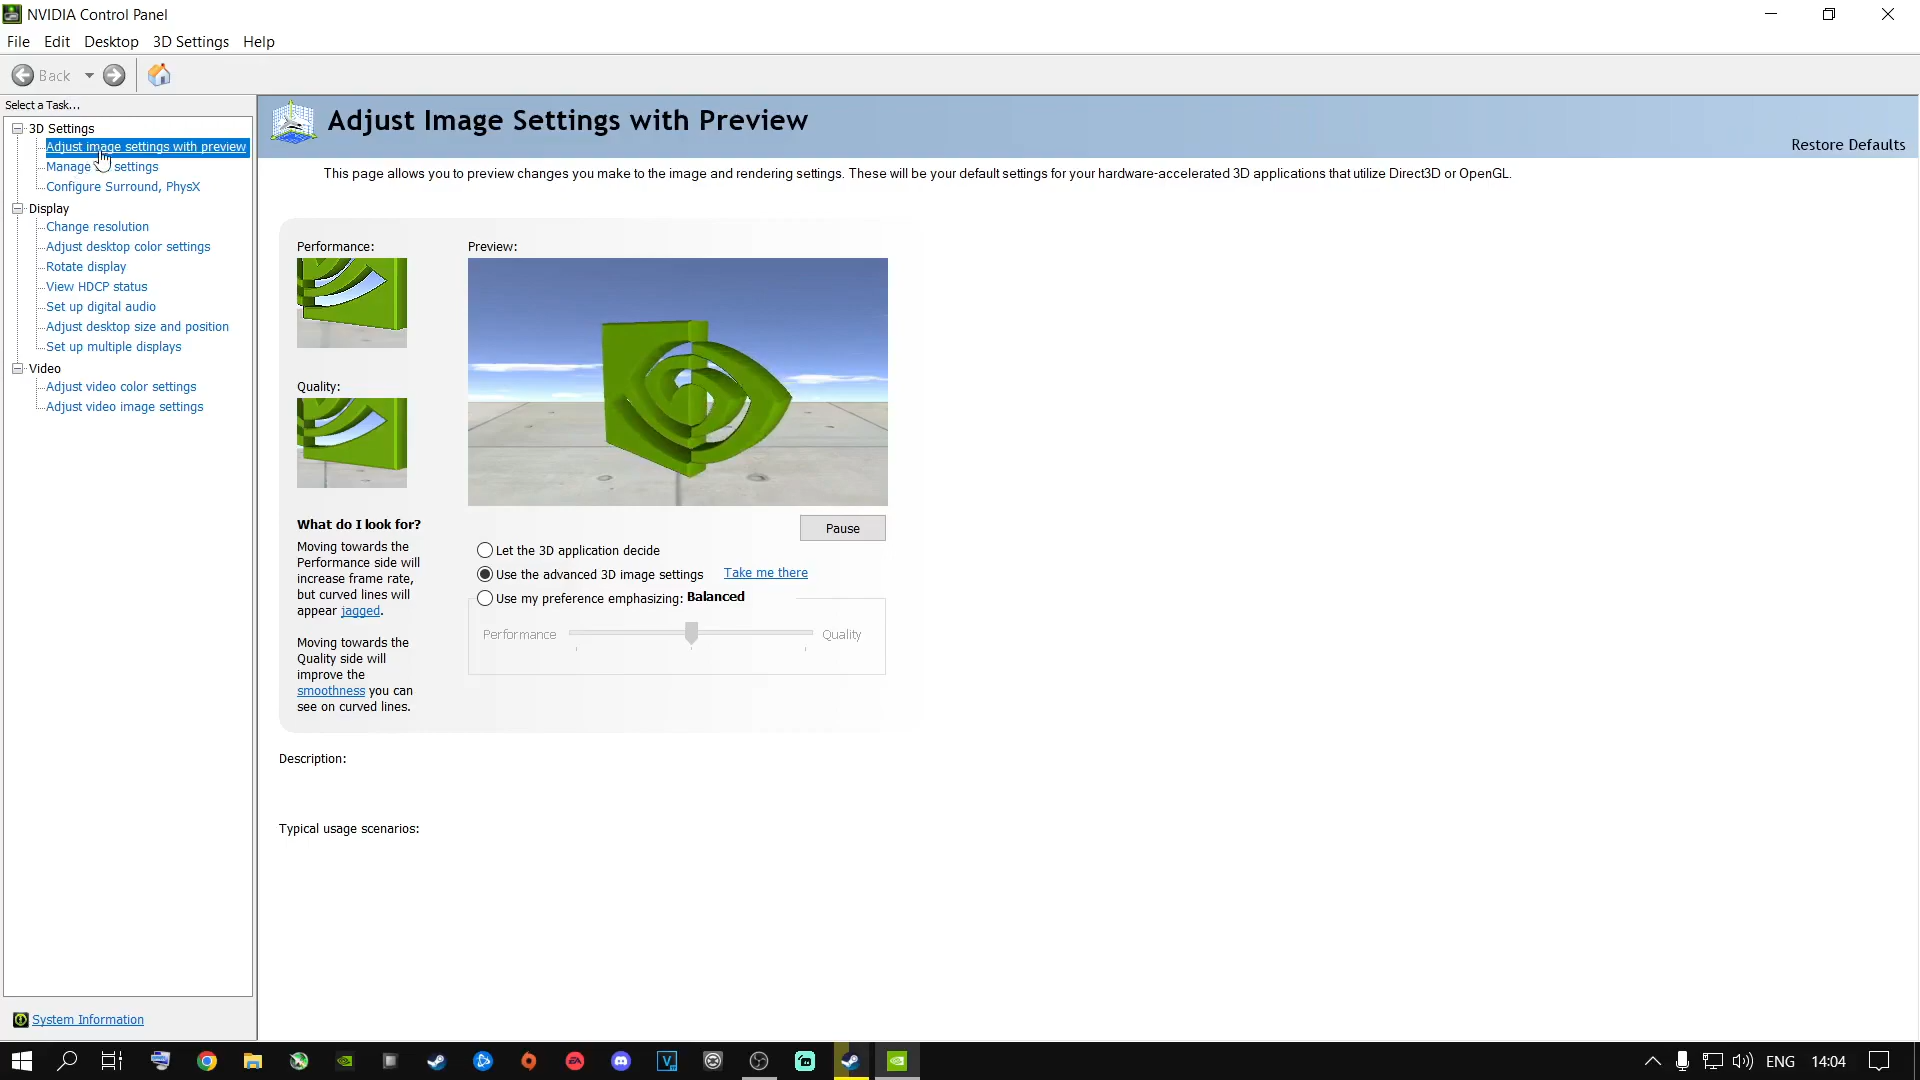 NVIDIA Control Panel
File Edit Desktop 3D Settings Help
Back
Select a Task...
3D Settings
Adjust image settings with preview
Manage settings
Configure Surround, PhysX
Display
Change resolution
Adjust desktop color settings
Rotate display
View HDCP status
Set up digital audio
Adjust desktop size and position
Set up multiple displays
Video
Adjust video color settings
Adjust video image settings
System Information
Adjust Image Settings with Preview
Restore Defaults
This page allows you to preview changes you make to the image and rendering settings. These will be your default settings for your hardware-accelerated 3D applications that utilize Direct3D or OpenGL.
Performance:
Quality:
What do I look for?
Moving towards the
Performance side will
increase frame rate,
but curved lines will
appear jagged.
Moving towards the
Quality side will
improve the
smoothness you can
see on curved lines.
Preview:
Pause
Let the 3D application decide
Use the advanced 3D image settings Take me there
Use my preference emphasizing: Balanced
Performance Quality
Description:
Typical usage scenarios:
EA
V
ENG 14:04